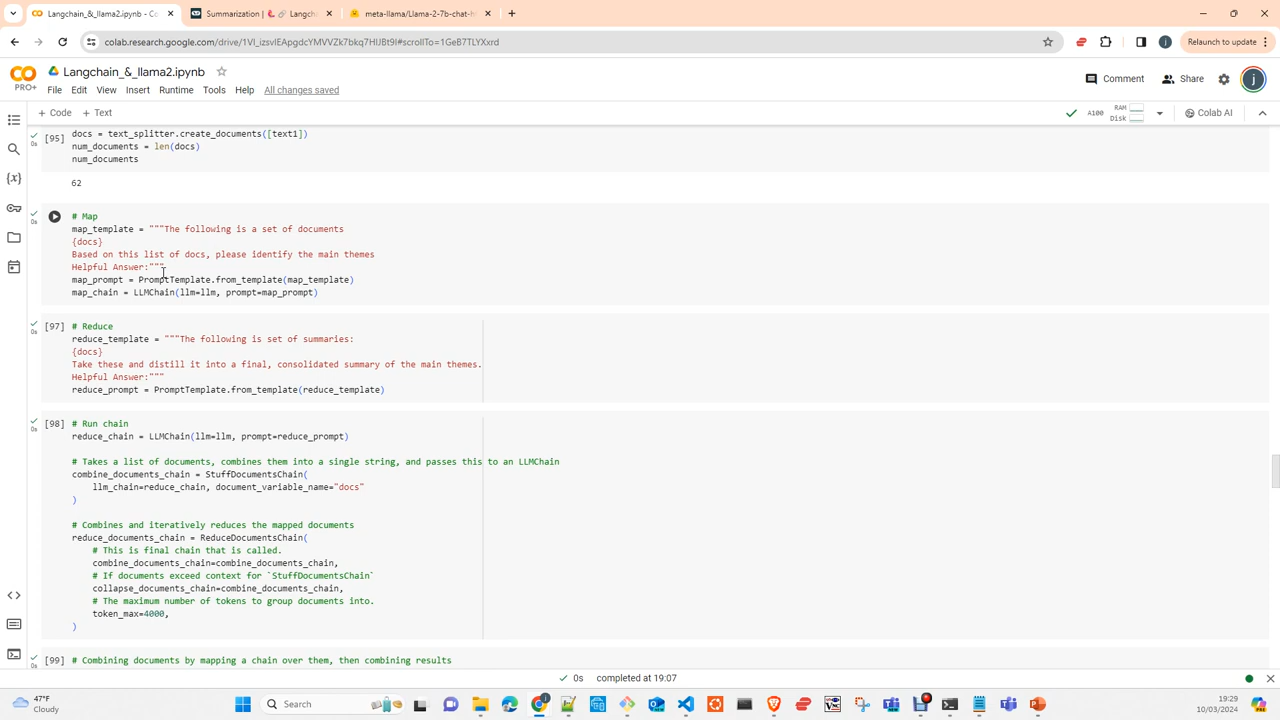 Langchain_&_llama2.ipynb - Co
Summarization | 🦜️🔗 Langch
meta-llama/Llama-2-7b-chat-h
colab.research.google.com/drive/1VI_izsvIEApgdcYMVVZk7bkq7HIJBt9I#scrollTo=1GeB7TLYXxrd
Relaunch to update
PRO+
Langchain_&_llama2.ipynb
File Edit View Insert Runtime Tools Help All changes saved
Comment
Share
j
+ Code + Text
A100
RAM
Disk
Colab AI
[95]
0s
docs = text_splitter.create_documents([text1])
num_documents = len(docs)
num_documents
62
0s
# Map
map_template = """The following is a set of documents
{docs}
Based on this list of docs, please identify the main themes
Helpful Answer:"""
map_prompt = PromptTemplate.from_template(map_template)
map_chain = LLMChain(llm=llm, prompt=map_prompt)
[97] # Reduce
0s
reduce_template = """The following is set of summaries:
{docs}
Take these and distill it into a final, consolidated summary of the main themes.
Helpful Answer:"""
reduce_prompt = PromptTemplate.from_template(reduce_template)
[98] # Run chain
0s
reduce_chain = LLMChain(llm=llm, prompt=reduce_prompt)
# Takes a list of documents, combines them into a single string, and passes this to an LLMChain
combine_documents_chain = StuffDocumentsChain(
llm_chain=reduce_chain, document_variable_name="docs"
)
# Combines and iteratively reduces the mapped documents
reduce_documents_chain = ReduceDocumentsChain(
# This is final chain that is called.
combine_documents_chain=combine_documents_chain,
# If documents exceed context for `StuffDocumentsChain`
collapse_documents_chain=combine_documents_chain,
# The maximum number of tokens to group documents into.
token_max=4000,
)
[99] # Combining documents by mapping a chain over them, then combining results
0s
0s completed at 19:07
47°F
Cloudy
Search
19:29
10/03/2024